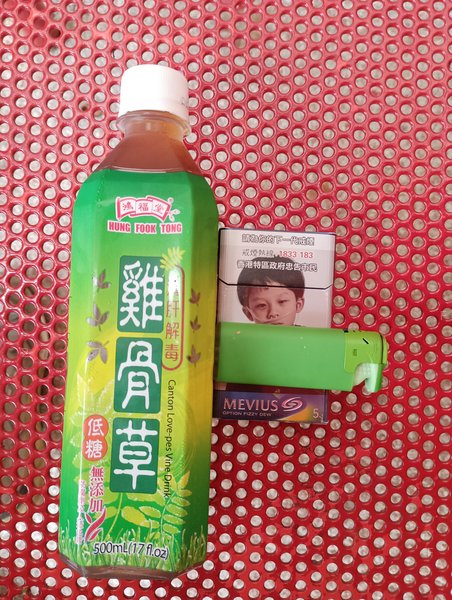 鴻福堂
HUNG FOOK TONG
雞骨草
肝解毒
Canton Love-pes Vine Drink
低糖
無添加
500mL (17 fl.oz)
請為你的下一代戒煙
戒煙熱線: 1833 183
香港特區政府忠告市民
MEVIUS
OPTION FIZZY DEW
5